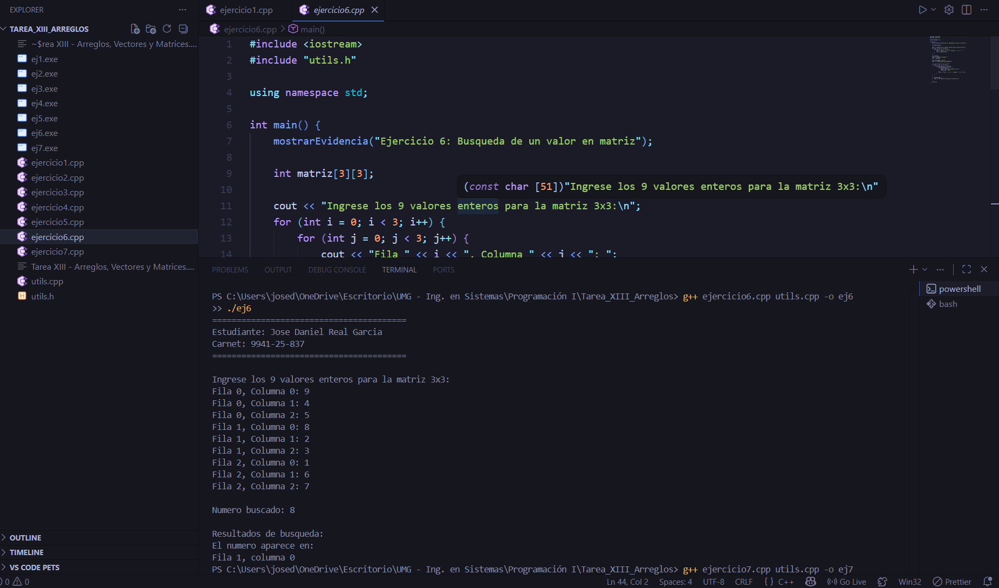 EXPLORER
TAREA_XIII_ARREGLOS
~$rea XIII - Arreglos, Vectores y Matrices....
ej1.exe
ej2.exe
ej3.exe
ej4.exe
ej5.exe
ej6.exe
ej7.exe
ejercicio1.cpp
ejercicio2.cpp
ejercicio3.cpp
ejercicio4.cpp
ejercicio5.cpp
ejercicio6.cpp
ejercicio7.cpp
Tarea XIII - Arreglos, Vectores y Matrices....
utils.cpp
utils.h
OUTLINE
TIMELINE
VS CODE PETS
ejercicio1.cpp
ejercicio6.cpp
ejercicio6.cpp > main()
1 #include <iostream>
2 #include "utils.h"
3
4 using namespace std;
5
6 int main() {
7 mostrarEvidencia("Ejercicio 6: Busqueda de un valor en matriz");
8
9 int matriz[3][3];
10
(const char [51])"Ingrese los 9 valores enteros para la matriz 3x3:\n"
11 cout << "Ingrese los 9 valores enteros para la matriz 3x3:\n";
12 for (int i = 0; i < 3; i++) {
13 for (int j = 0; j < 3; j++) {
14 cout << "Fila " << i << ", Columna " << j << ": ";
PROBLEMS OUTPUT DEBUG CONSOLE TERMINAL PORTS
powershell
bash
PS C:\Users\josed\OneDrive\Escritorio\UMG - Ing. en Sistemas\Programación I\Tarea_XIII_Arreglos> g++ ejercicio6.cpp utils.cpp -o ej6
>> ./ej6
========================================
Estudiante: Jose Daniel Real Garcia
Carnet: 9941-25-837
========================================
Ingrese los 9 valores enteros para la matriz 3x3:
Fila 0, Columna 0: 9
Fila 0, Columna 1: 4
Fila 0, Columna 2: 5
Fila 1, Columna 0: 8
Fila 1, Columna 1: 2
Fila 1, Columna 2: 3
Fila 2, Columna 0: 1
Fila 2, Columna 1: 6
Fila 2, Columna 2: 7
Numero buscado: 8
Resultados de busqueda:
El numero aparece en:
Fila 1, columna 0
PS C:\Users\josed\OneDrive\Escritorio\UMG - Ing. en Sistemas\Programación I\Tarea_XIII_Arreglos> g++ ejercicio7.cpp utils.cpp -o ej7
0 0 Ln 44, Col 2 Spaces: 4 UTF-8 CRLF { } C++ Go Live Win32 Prettier